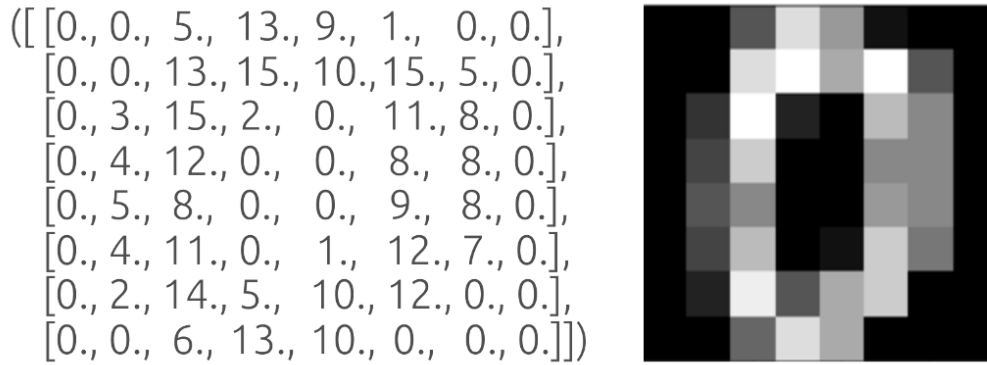 ([ [0., 0., 5., 13., 9., 1., 0., 0.],
[0., 0., 13., 15., 10., 15., 5., 0.],
[0., 3., 15., 2., 0., 11., 8., 0.],
[0., 4., 12., 0., 0., 8., 8., 0.],
[0., 5., 8., 0., 0., 9., 8., 0.],
[0., 4., 11., 0., 1., 12., 7., 0.],
[0., 2., 14., 5., 10., 12., 0., 0.],
[0., 0., 6., 13., 10., 0., 0., 0.]])